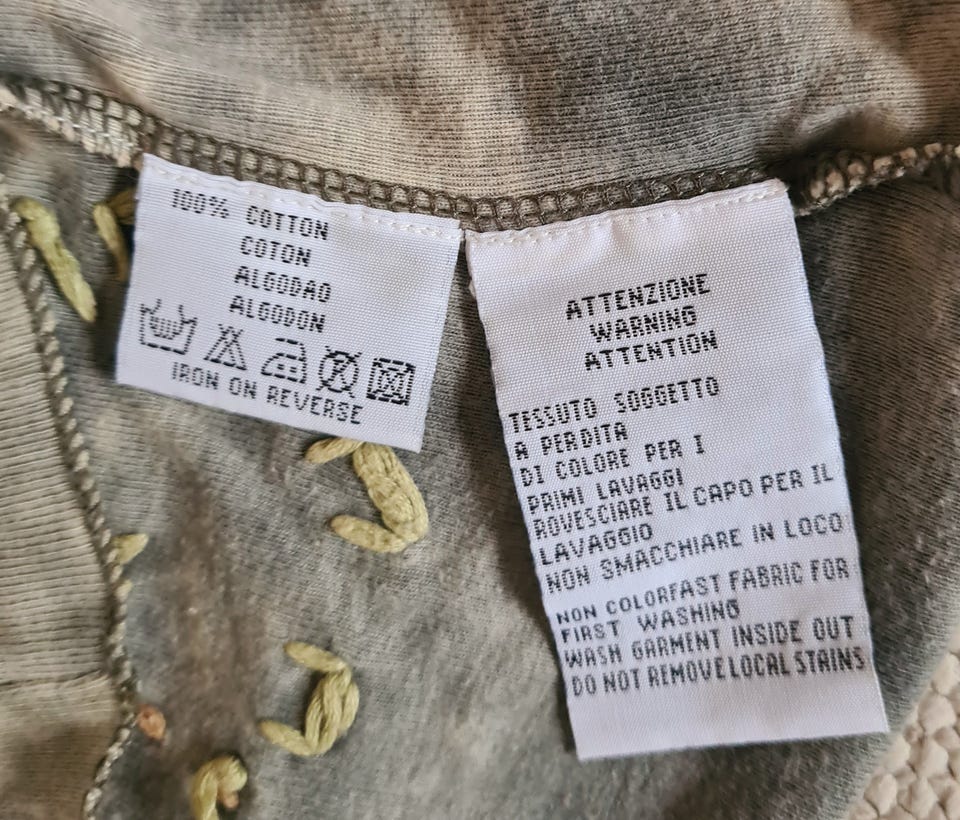 100% COTTON
COTON
ALGODAO
ALGODON
IRON ON REVERSE
ATTENZIONE
WARNING
ATTENTION
TESSUTO SOGGETTO
A PERDITA
DI COLORE PER I
PRIMI LAVAGGI
ROVESCIARE IL CAPO PER IL
LAVAGGIO
NON SMACCHIARE IN LOCO
NON COLORFAST FABRIC FOR
FIRST WASHING
WASH GARMENT INSIDE OUT
DO NOT REMOVE LOCAL STAINS